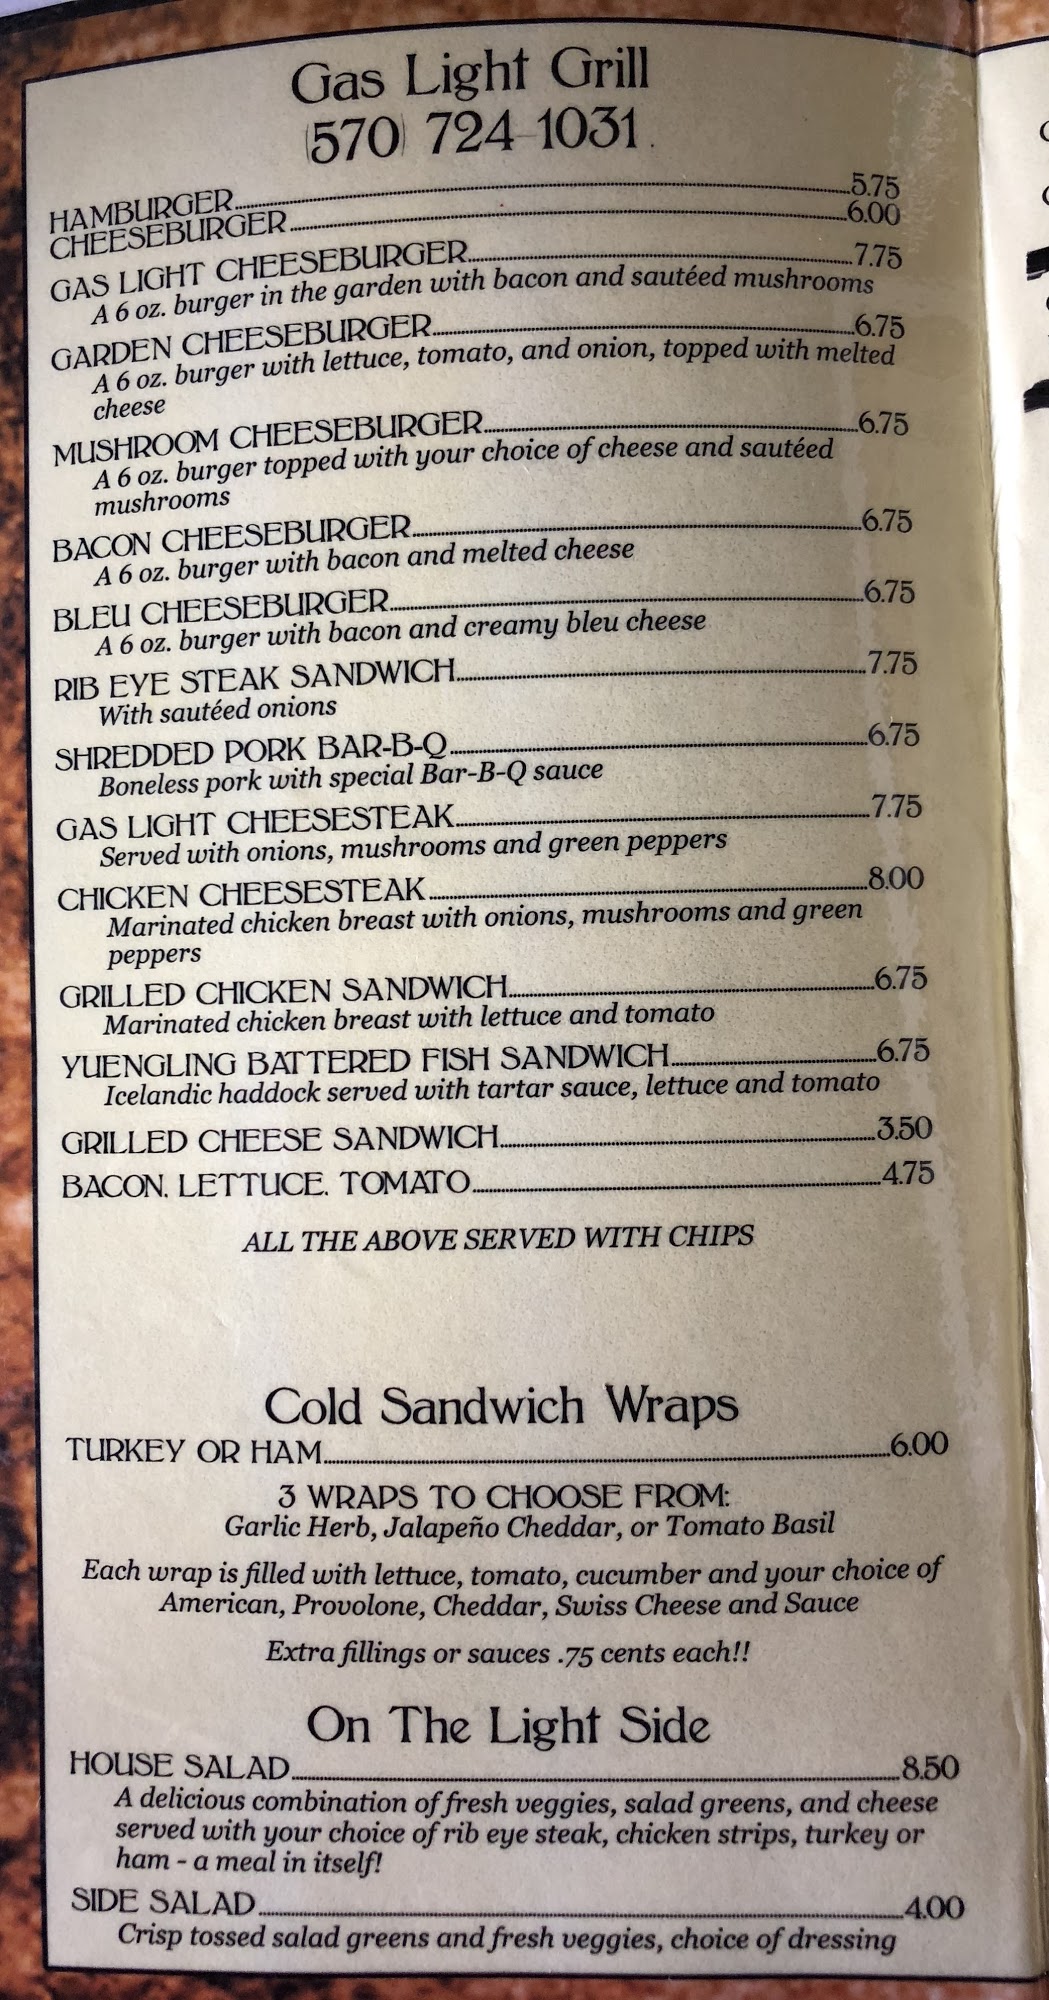 Gas Light Grill
(570) 724-1031
HAMBURGER 5.75
CHEESEBURGER 6.00
GAS LIGHT CHEESEBURGER 7.75
A 6 oz. burger in the garden with bacon and sautéed mushrooms
GARDEN CHEESEBURGER 6.75
A 6 oz. burger with lettuce, tomato, and onion, topped with melted
cheese
MUSHROOM CHEESEBURGER 6.75
A 6 oz. burger topped with your choice of cheese and sautéed
mushrooms
BACON CHEESEBURGER 6.75
A 6 oz. burger with bacon and melted cheese
BLEU CHEESEBURGER 6.75
A 6 oz. burger with bacon and creamy bleu cheese
RIB EYE STEAK SANDWICH 7.75
With sautéed onions
SHREDDED PORK BAR-B-Q 6.75
Boneless pork with special Bar-B-Q sauce
GAS LIGHT CHEESESTEAK 7.75
Served with onions, mushrooms and green peppers
CHICKEN CHEESESTEAK 8.00
Marinated chicken breast with onions, mushrooms and green
peppers
GRILLED CHICKEN SANDWICH 6.75
Marinated chicken breast with lettuce and tomato
YUENGLING BATTERED FISH SANDWICH 6.75
Icelandic haddock served with tartar sauce, lettuce and tomato
GRILLED CHEESE SANDWICH 3.50
BACON, LETTUCE, TOMATO 4.75
ALL THE ABOVE SERVED WITH CHIPS
Cold Sandwich Wraps
TURKEY OR HAM 6.00
3 WRAPS TO CHOOSE FROM:
Garlic Herb, Jalapeño Cheddar, or Tomato Basil
Each wrap is filled with lettuce, tomato, cucumber and your choice of
American, Provolone, Cheddar, Swiss Cheese and Sauce
Extra fillings or sauces .75 cents each!!
On The Light Side
HOUSE SALAD 8.50
A delicious combination of fresh veggies, salad greens, and cheese
served with your choice of rib eye steak, chicken strips, turkey or
ham - a meal in itself!
SIDE SALAD 4.00
Crisp tossed salad greens and fresh veggies, choice of dressing